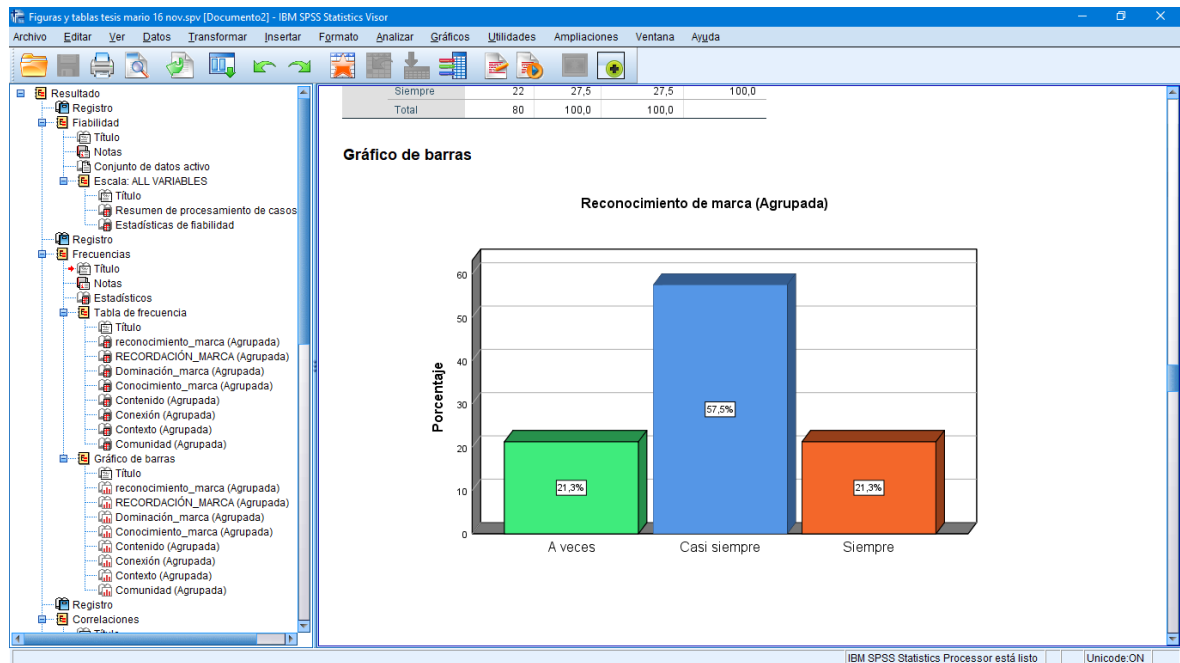 Figuras y tablas tesis mario 16 nov.spv [Documento2] - IBM SPSS Statistics Visor
Archivo Editar Ver Datos Transformar Insertar Formato Analizar Gráficos Utilidades Ampliaciones Ventana Ayuda
Resultado
Registro
Fiabilidad
Título
Notas
Conjunto de datos activo
Escala: ALL VARIABLES
Título
Resumen de procesamiento de casos
Estadísticas de fiabilidad
Registro
Frecuencias
Título
Notas
Estadísticos
Tabla de frecuencia
Título
reconocimiento_marca (Agrupada)
RECORDACIÓN_MARCA (Agrupada)
Dominación_marca (Agrupada)
Conocimiento_marca (Agrupada)
Contenido (Agrupada)
Conexión (Agrupada)
Contexto (Agrupada)
Comunidad (Agrupada)
Gráfico de barras
Título
reconocimiento_marca (Agrupada)
RECORDACIÓN_MARCA (Agrupada)
Dominación_marca (Agrupada)
Conocimiento_marca (Agrupada)
Contenido (Agrupada)
Conexión (Agrupada)
Contexto (Agrupada)
Comunidad (Agrupada)
Registro
Correlaciones
Siempre 22 27,5 27,5 100,0
Total 80 100,0 100,0
Gráfico de barras
Reconocimiento de marca (Agrupada)
Porcentaje
60
50
40
30
20
10
0
21,3%
57,5%
21,3%
A veces Casi siempre Siempre
IBM SPSS Statistics Processor está listo Unicode:ON